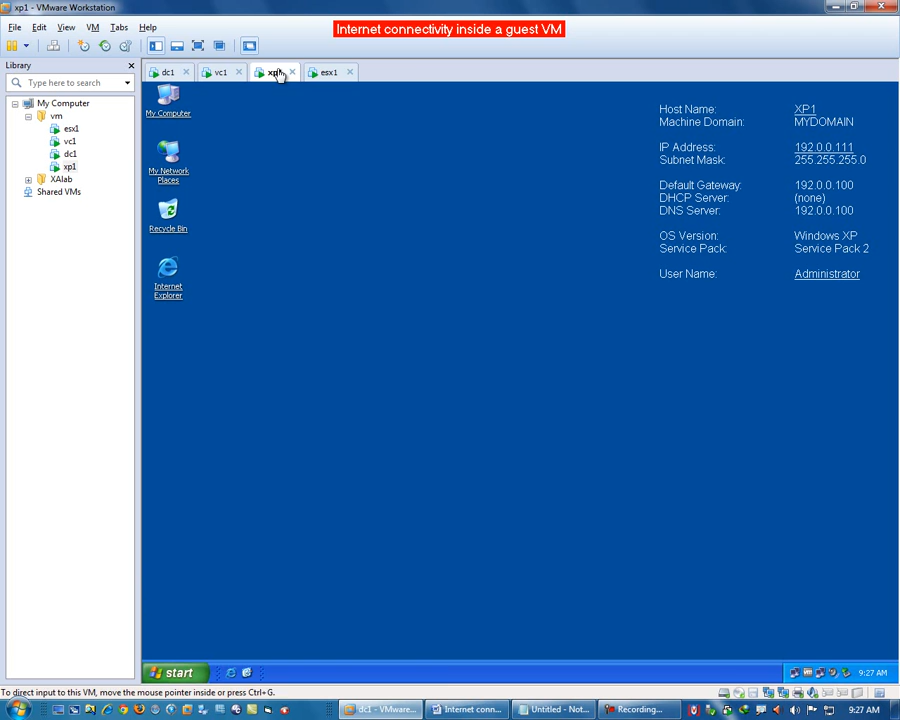 xp1 - VMware Workstation
File Edit View VM Tabs Help
Internet connectivity inside a guest VM
Library
dc1 vc1 xp1 esx1
Type here to search
My Computer
vm
esx1
vc1
dc1
xp1
XAlab
Shared VMs
My Computer
My Network
Places
Recycle Bin
Internet
Explorer
Host Name: XP1
Machine Domain: MYDOMAIN
IP Address: 192.0.0.111
Subnet Mask: 255.255.255.0
Default Gateway: 192.0.0.100
DHCP Server: (none)
DNS Server: 192.0.0.100
OS Version: Windows XP
Service Pack: Service Pack 2
User Name: Administrator
start
9:27 AM
To direct input to this VM, move the mouse pointer inside or press Ctrl+G.
dc1 - VMware... Internet conn... Untitled - Not... Recording... 9:27 AM